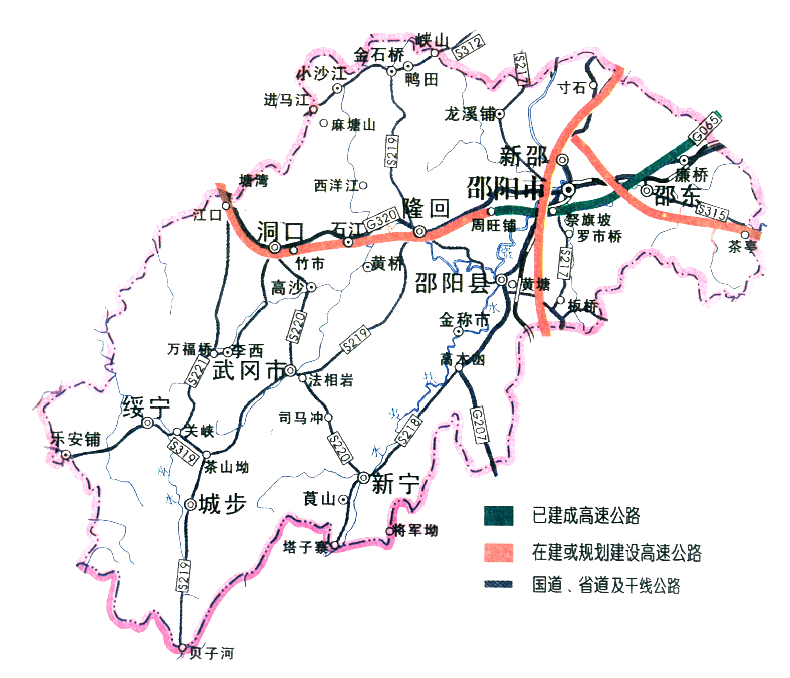 峡山
S312
金石桥
鸭田
小沙江
S217
进马江
寸石
麻塘山
龙溪铺
G065
S219
新邵
廉桥
塘湾
西洋江
邵阳市
邵东
江口
隆回
S315
石江
G320
周旺铺
祭旗坡
洞口
罗市桥
茶亭
竹市
黄桥
S217
邵阳县
黄塘
高沙
水
板桥
S220
金称市
S219
万福桥
李西
武冈市
S221
法相岩
绥宁
司马冲
G207
关峡
S218
乐安铺
S319
水
S220
茶山坳
新宁
莨山
城步
将军坳
塔子寨
S219
贝子河
已建成高速公路
在建或规划建设高速公路
国道、省道及干线公路